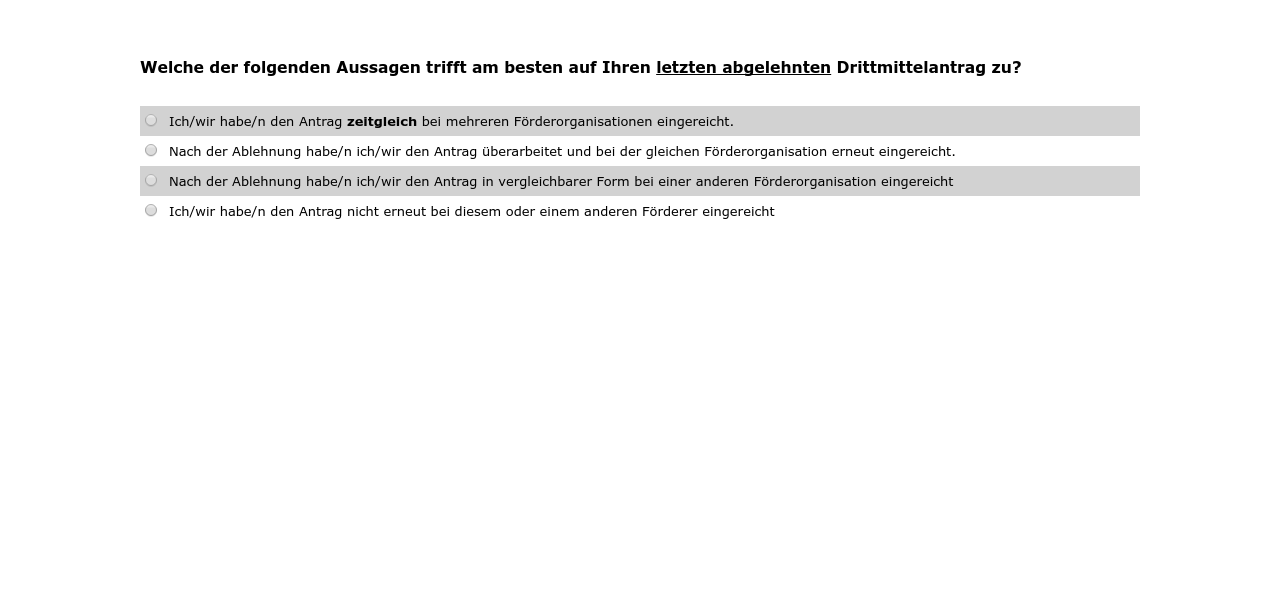 Welche der folgenden Aussagen trifft am besten auf Ihren letzten abgelehnten Drittmittelantrag zu?
Ich/wir habe/n den Antrag zeitgleich bei mehreren Förderorganisationen eingereicht.
Nach der Ablehnung habe/n ich/wir den Antrag überarbeitet und bei der gleichen Förderorganisation erneut eingereicht.
Nach der Ablehnung habe/n ich/wir den Antrag in vergleichbarer Form bei einer anderen Förderorganisation eingereicht
Ich/wir habe/n den Antrag nicht erneut bei diesem oder einem anderen Förderer eingereicht